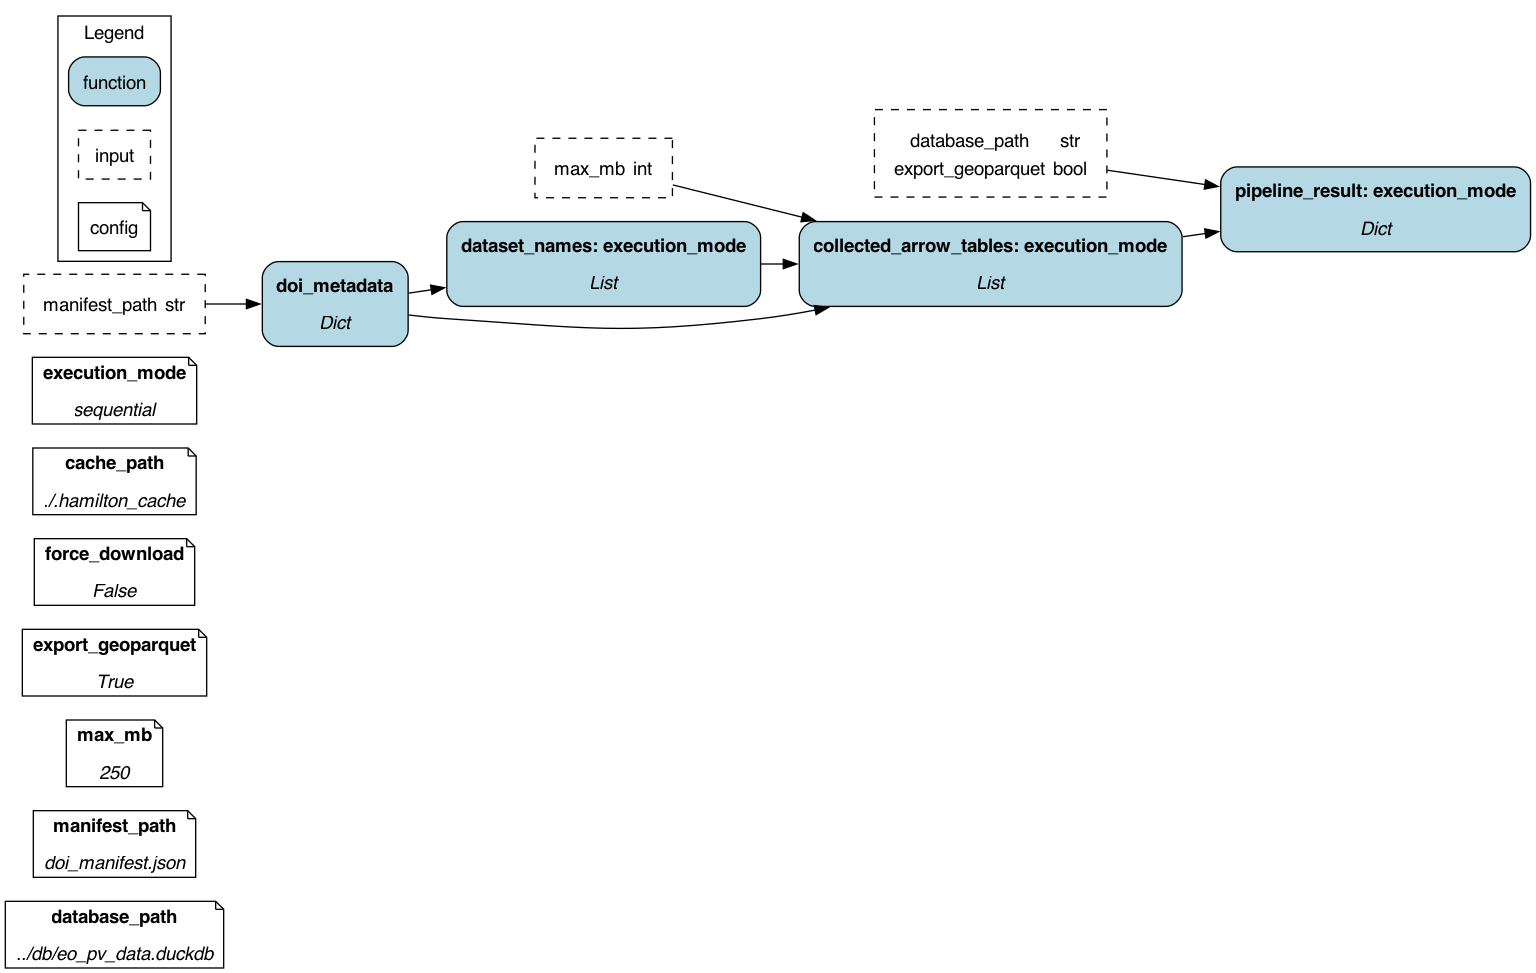 Legend
function
input
config
manifest_path str
doi_metadata
Dict
max_mb int
dataset_names: execution_mode
List
database_path str
export_geoparquet bool
collected_arrow_tables: execution_mode
List
pipeline_result: execution_mode
Dict
execution_mode
sequential
cache_path
./.hamilton_cache
force_download
False
export_geoparquet
True
max_mb
250
manifest_path
doi_manifest.json
database_path
../db/eo_pv_data.duckdb